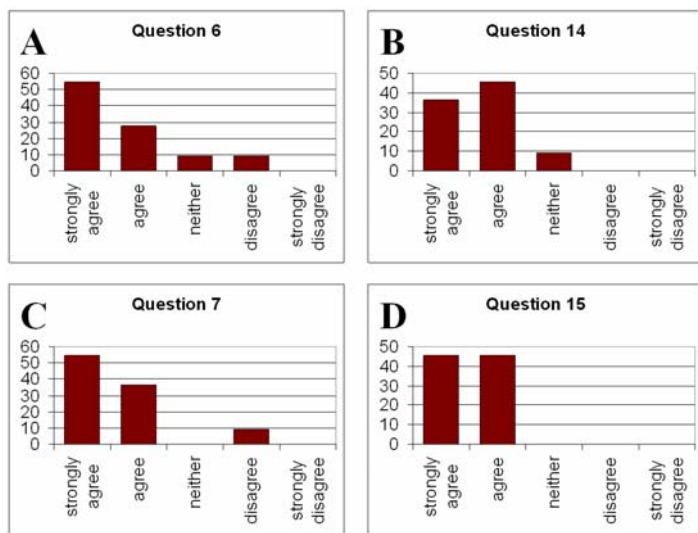 A
Question 6
60
50
40
30
20
10
0
strongly
agree
agree
neither
disagree
strongly
disagree
B
Question 14
50
40
30
20
10
0
strongly
agree
agree
neither
disagree
strongly
disagree
C
Question 7
60
50
40
30
20
10
0
strongly
agree
agree
neither
disagree
strongly
disagree
D
Question 15
50
40
30
20
10
0
strongly
agree
agree
neither
disagree
strongly
disagree